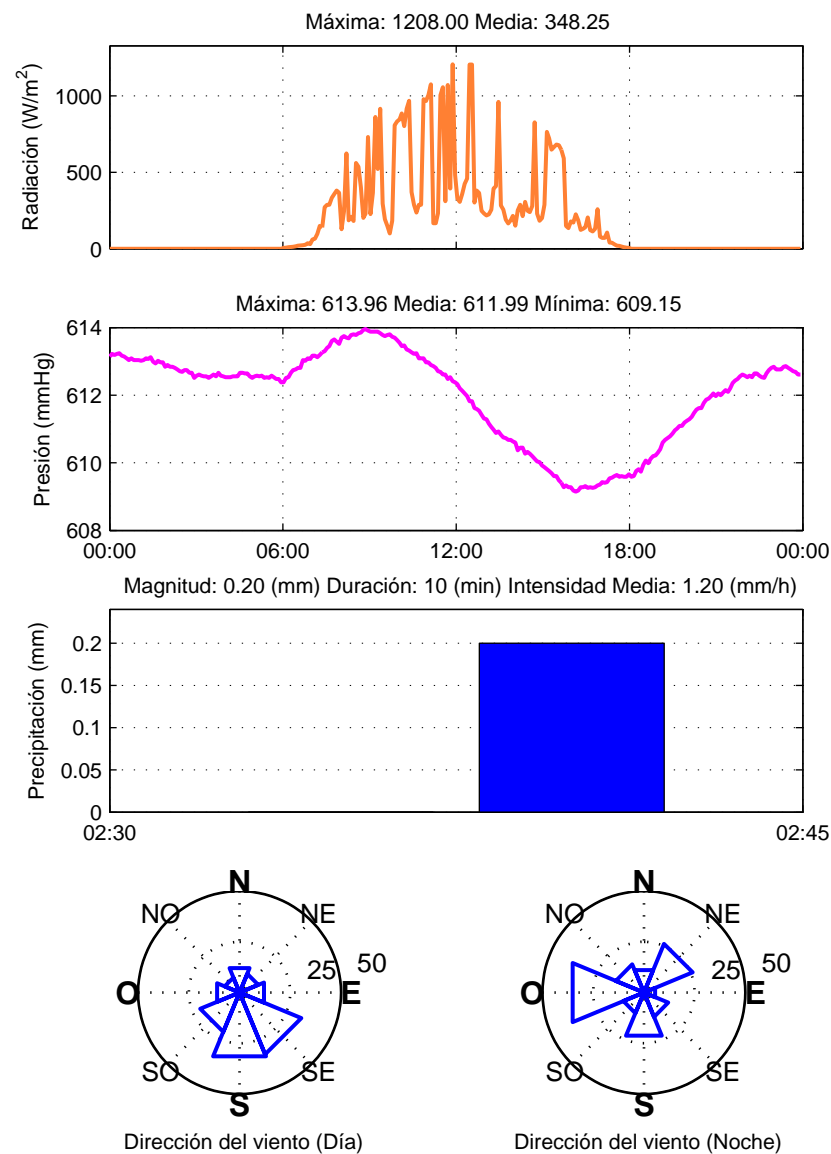 Máxima: 1208.00 Media: 348.25
Radiación (W/m²)
1000
500
0
Máxima: 613.96 Media: 611.99 Mínima: 609.15
Presión (mmHg)
614
612
610
608
00:00 06:00 12:00 18:00 00:00
Magnitud: 0.20 (mm) Duración: 10 (min) Intensidad Media: 1.20 (mm/h)
Precipitación (mm)
0.2
0.15
0.1
0.05
0
02:30 02:45
N
NO NE
25 50
O E
SO SE
S
Dirección del viento (Día)
N
NO NE
25 50
O E
SO SE
S
Dirección del viento (Noche)